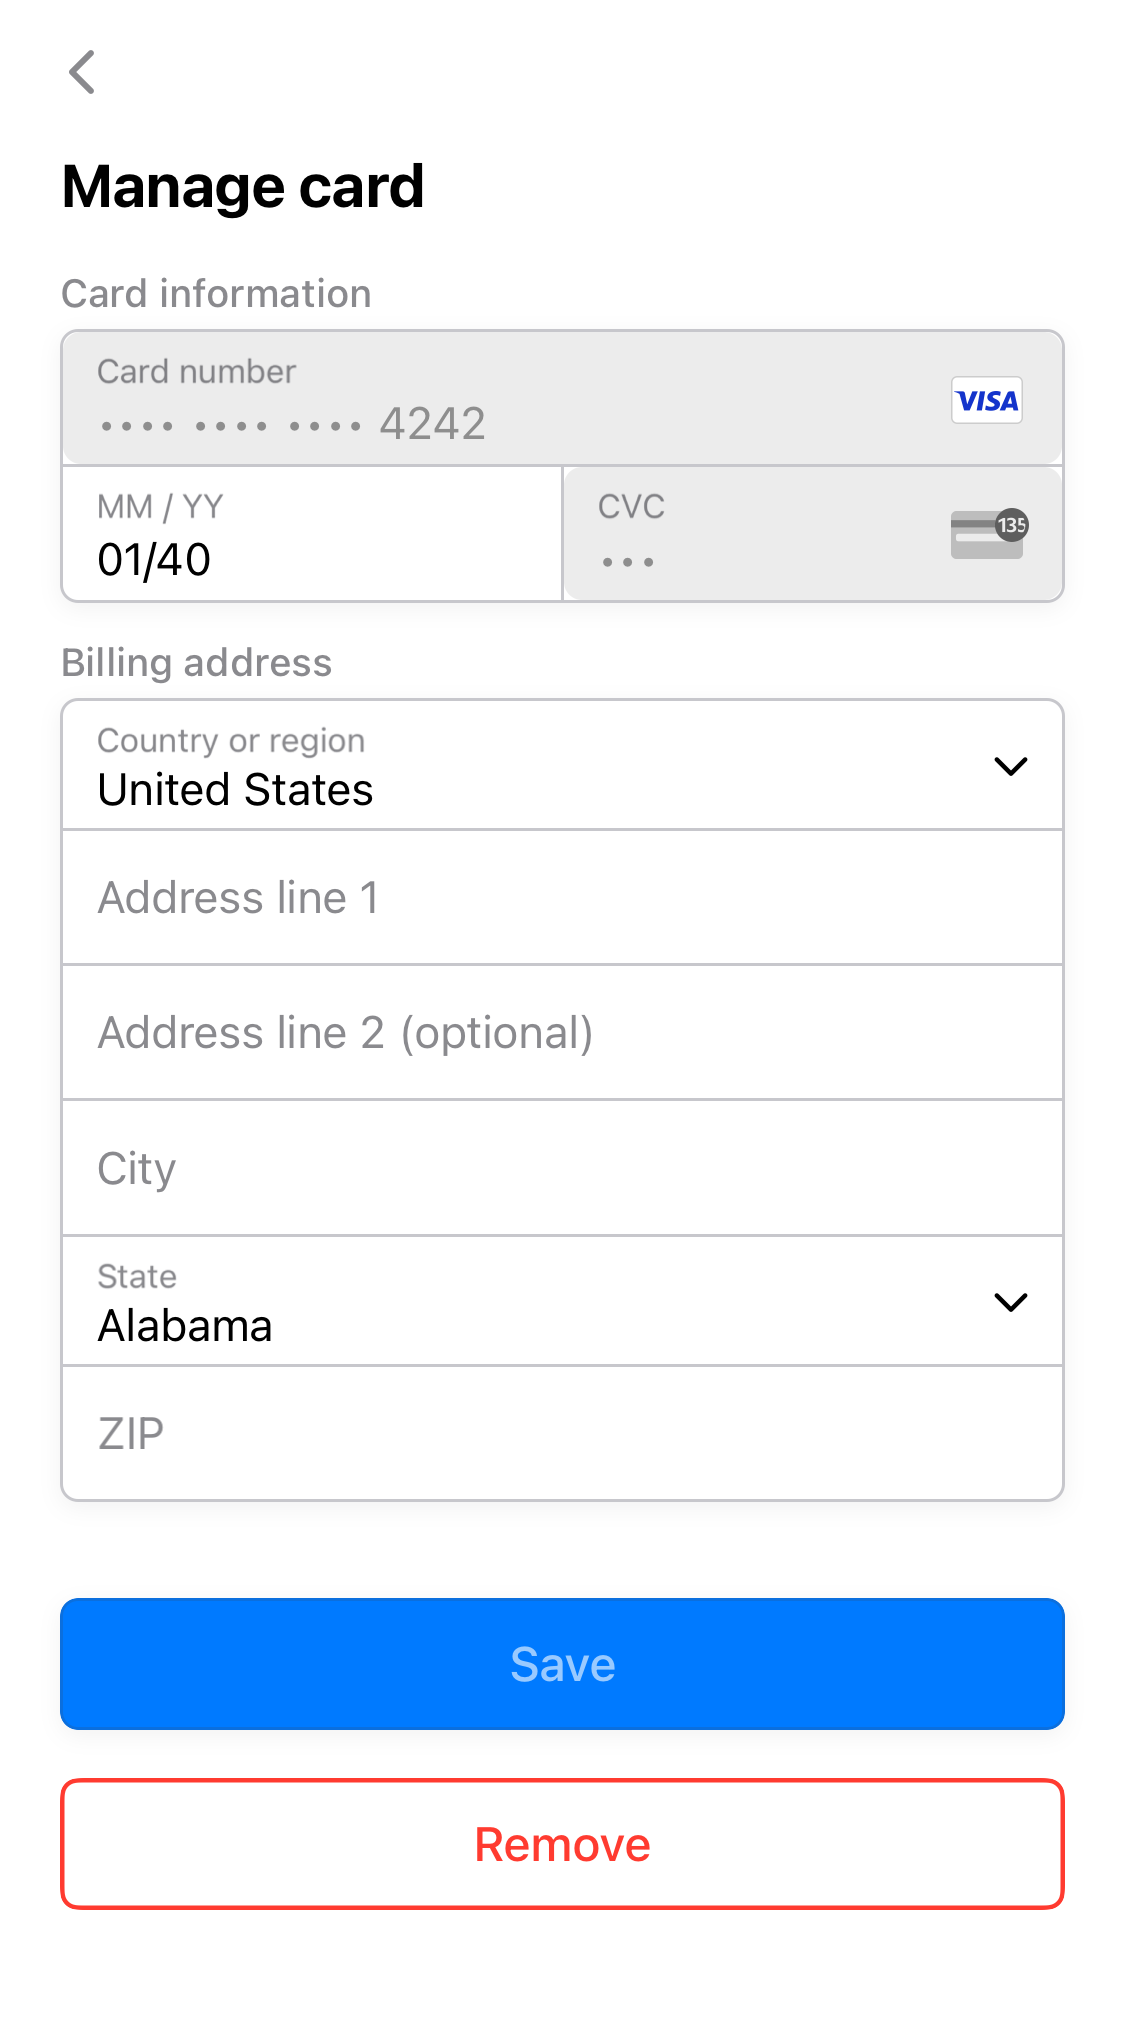 Manage card
Card information
Card number
•••• •••• •••• 4242
VISA
MM / YY
01/40
CVC
•••
135
Billing address
Country or region
United States
Address line 1
Address line 2 (optional)
City
State
Alabama
ZIP
Save
Remove